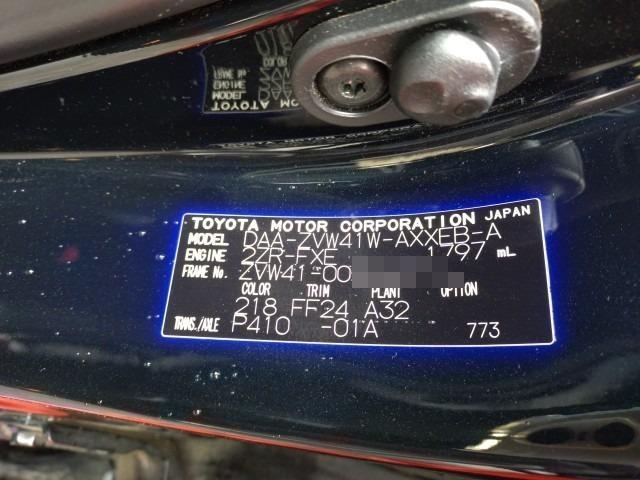 TOYOTA MOTOR CORPORATION JAPAN
MODEL DAA-ZVW41W-AXXEB-A
ENGINE 2ZR-FXE 1797 mL
FRAME No. ZVW41-00
COLOR TRIM PLANT OPTION
218 FF24 A32
TRANS./AXLE P410 -01A 773